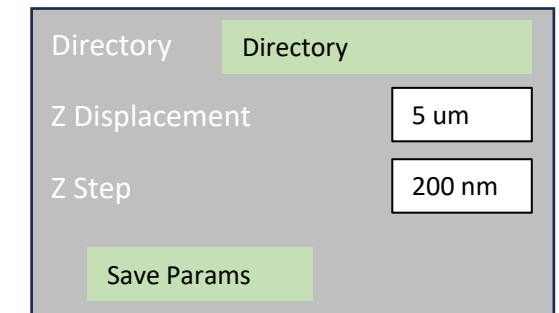 Directory Directory
Z Displacement 5 um
Z Step 200 nm
Save Params